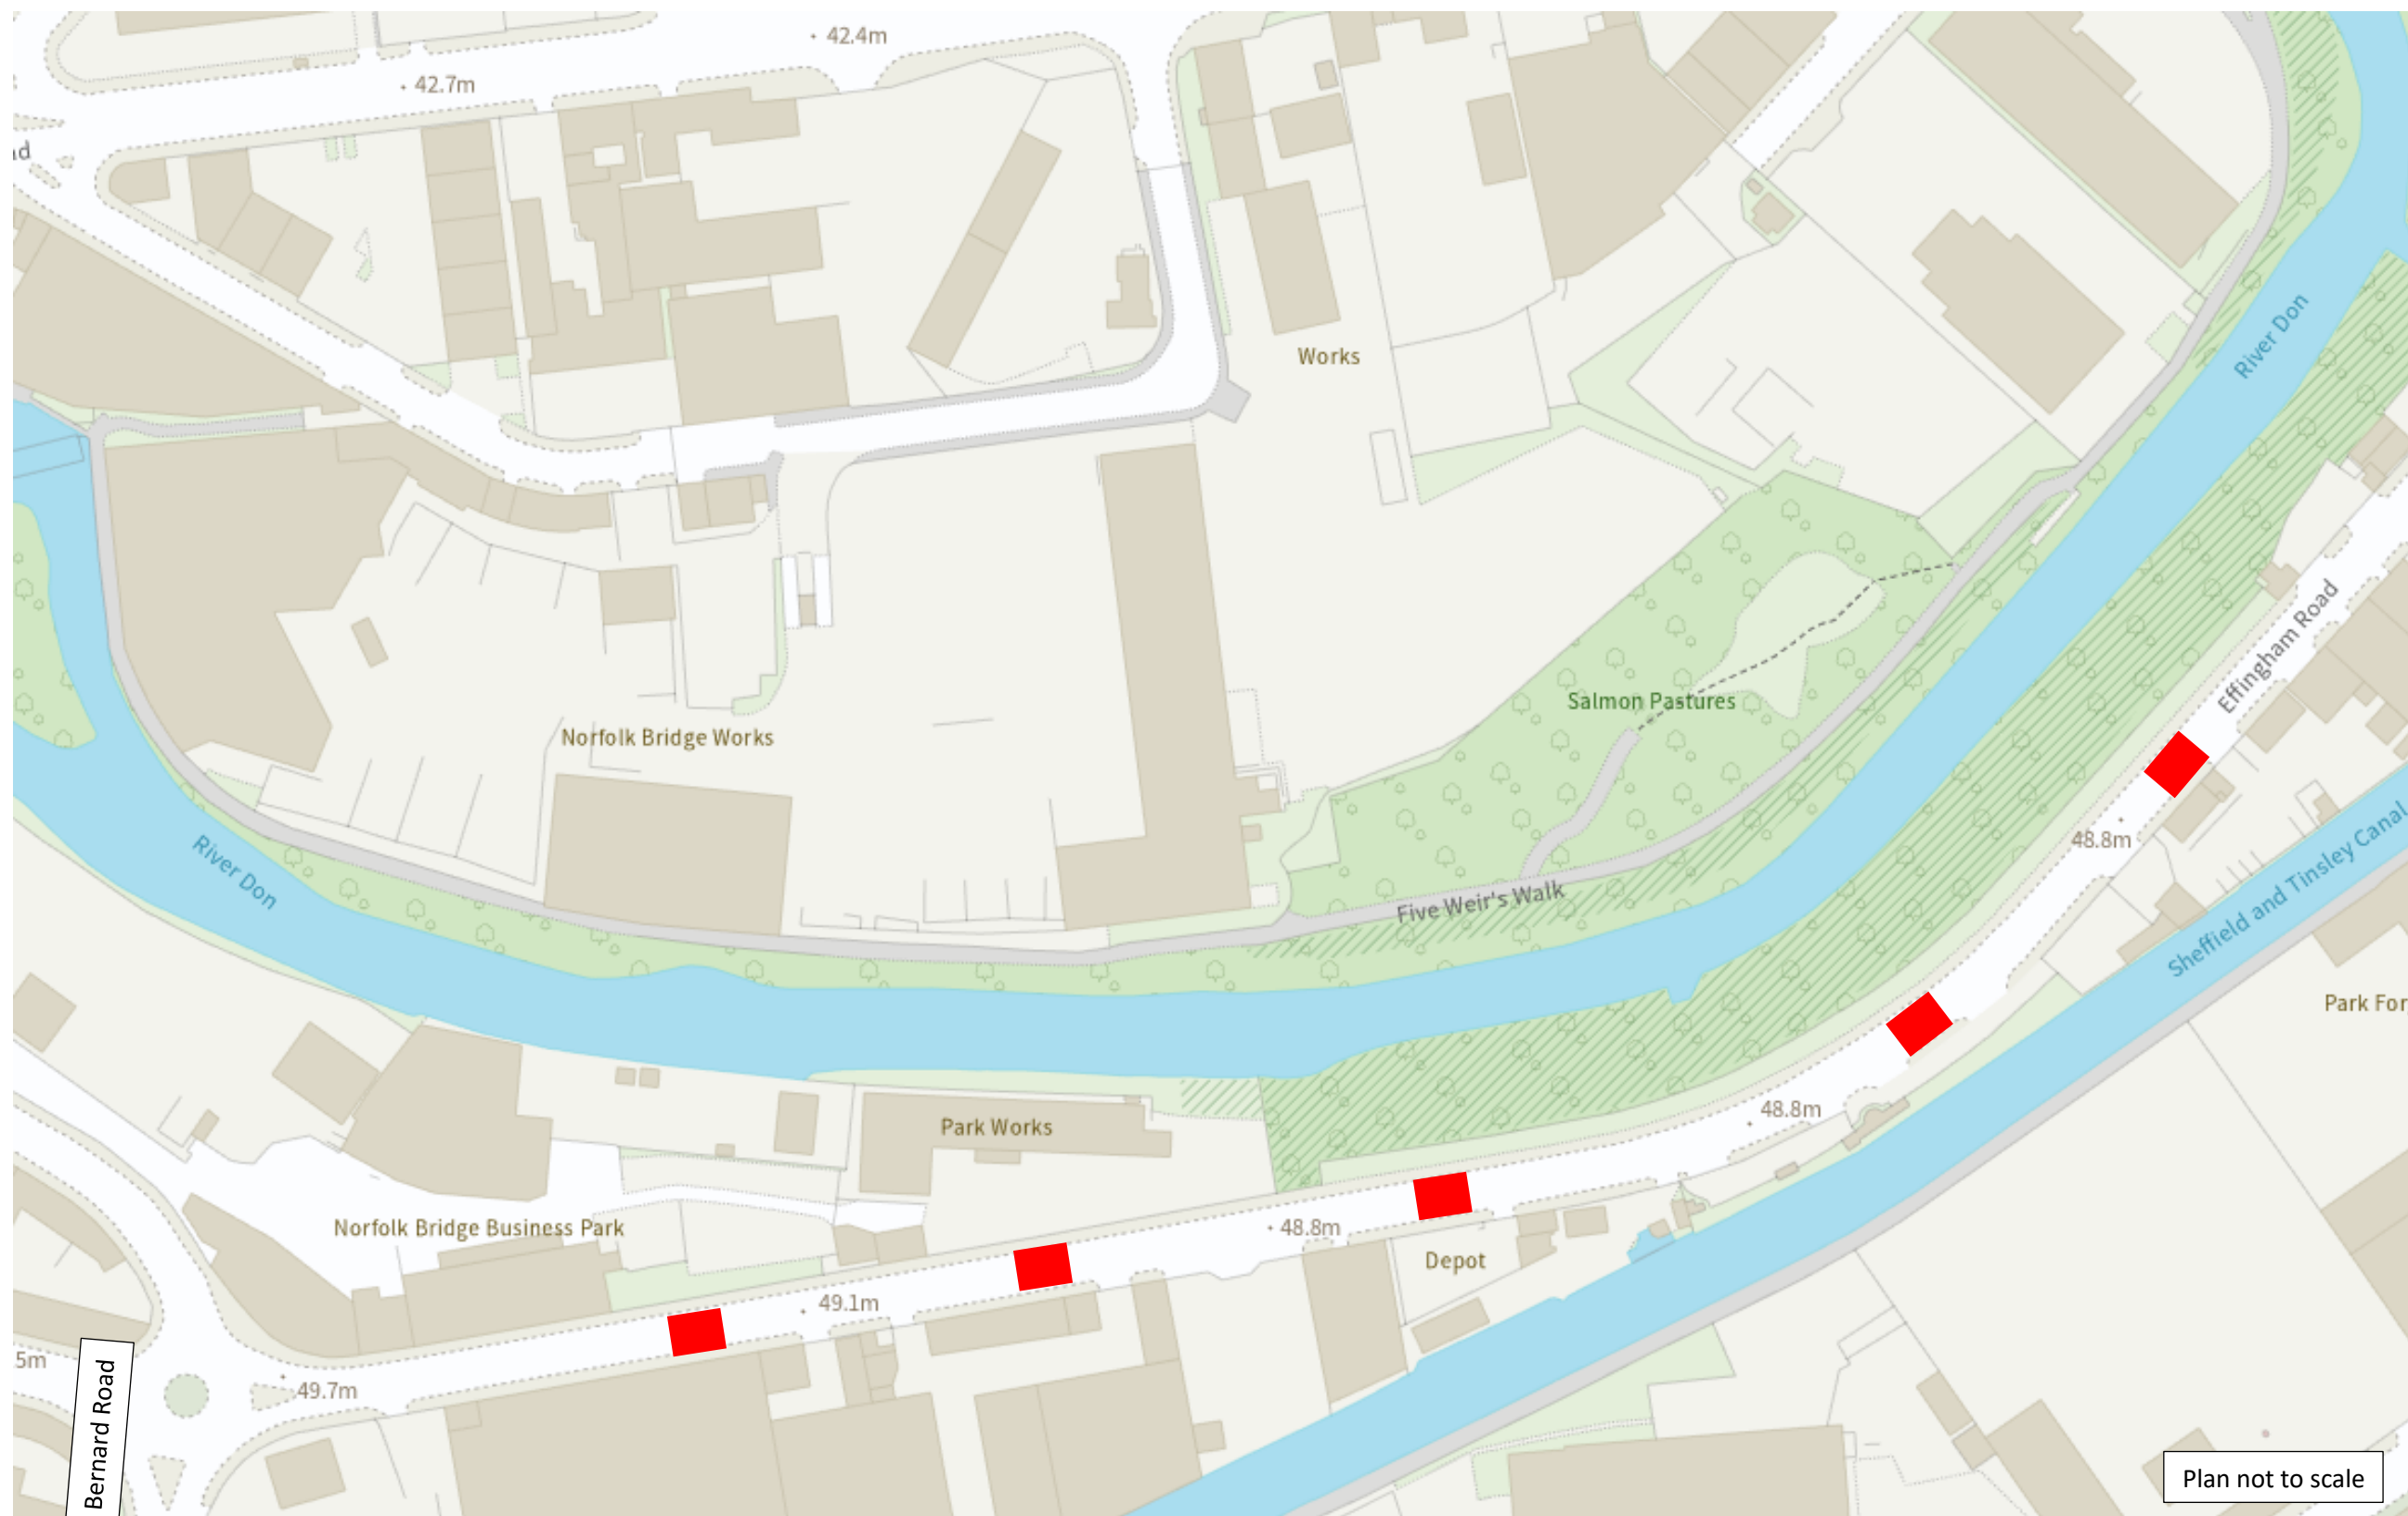 42.4m
42.7m
Works
River Don
Effingham Road
Salmon Pastures
Norfolk Bridge Works
48.8m
River Don
Five Weir's Walk
Sheffield and Tinsley Canal
Park Works
48.8m
Norfolk Bridge Business Park
48.8m
Depot
49.1m
5m
49.7m
Bernard Road
Plan not to scale